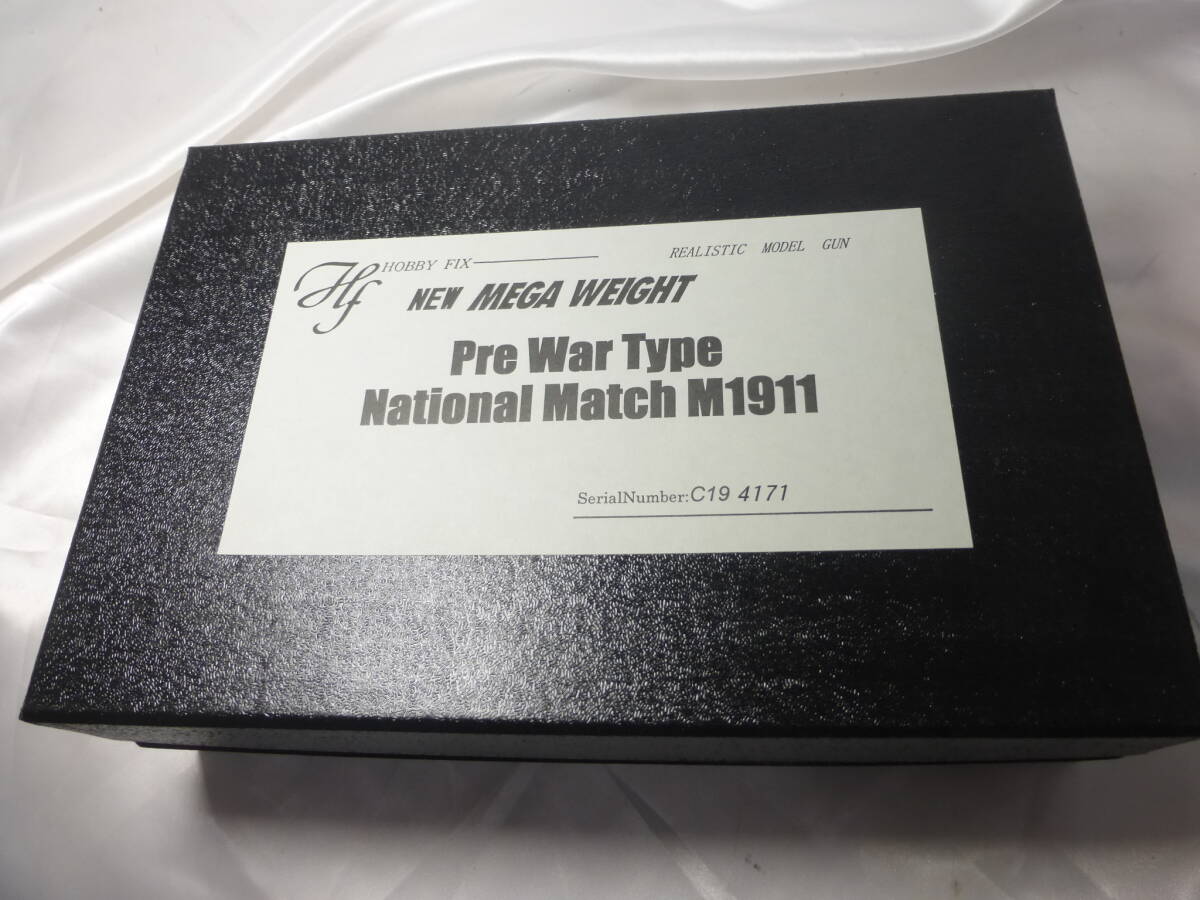 Hf HOBBY FIX REALISTIC MODEL GUN
NEW MEGA WEIGHT
Pre War Type
National Match M1911
SerialNumber:C19 4171